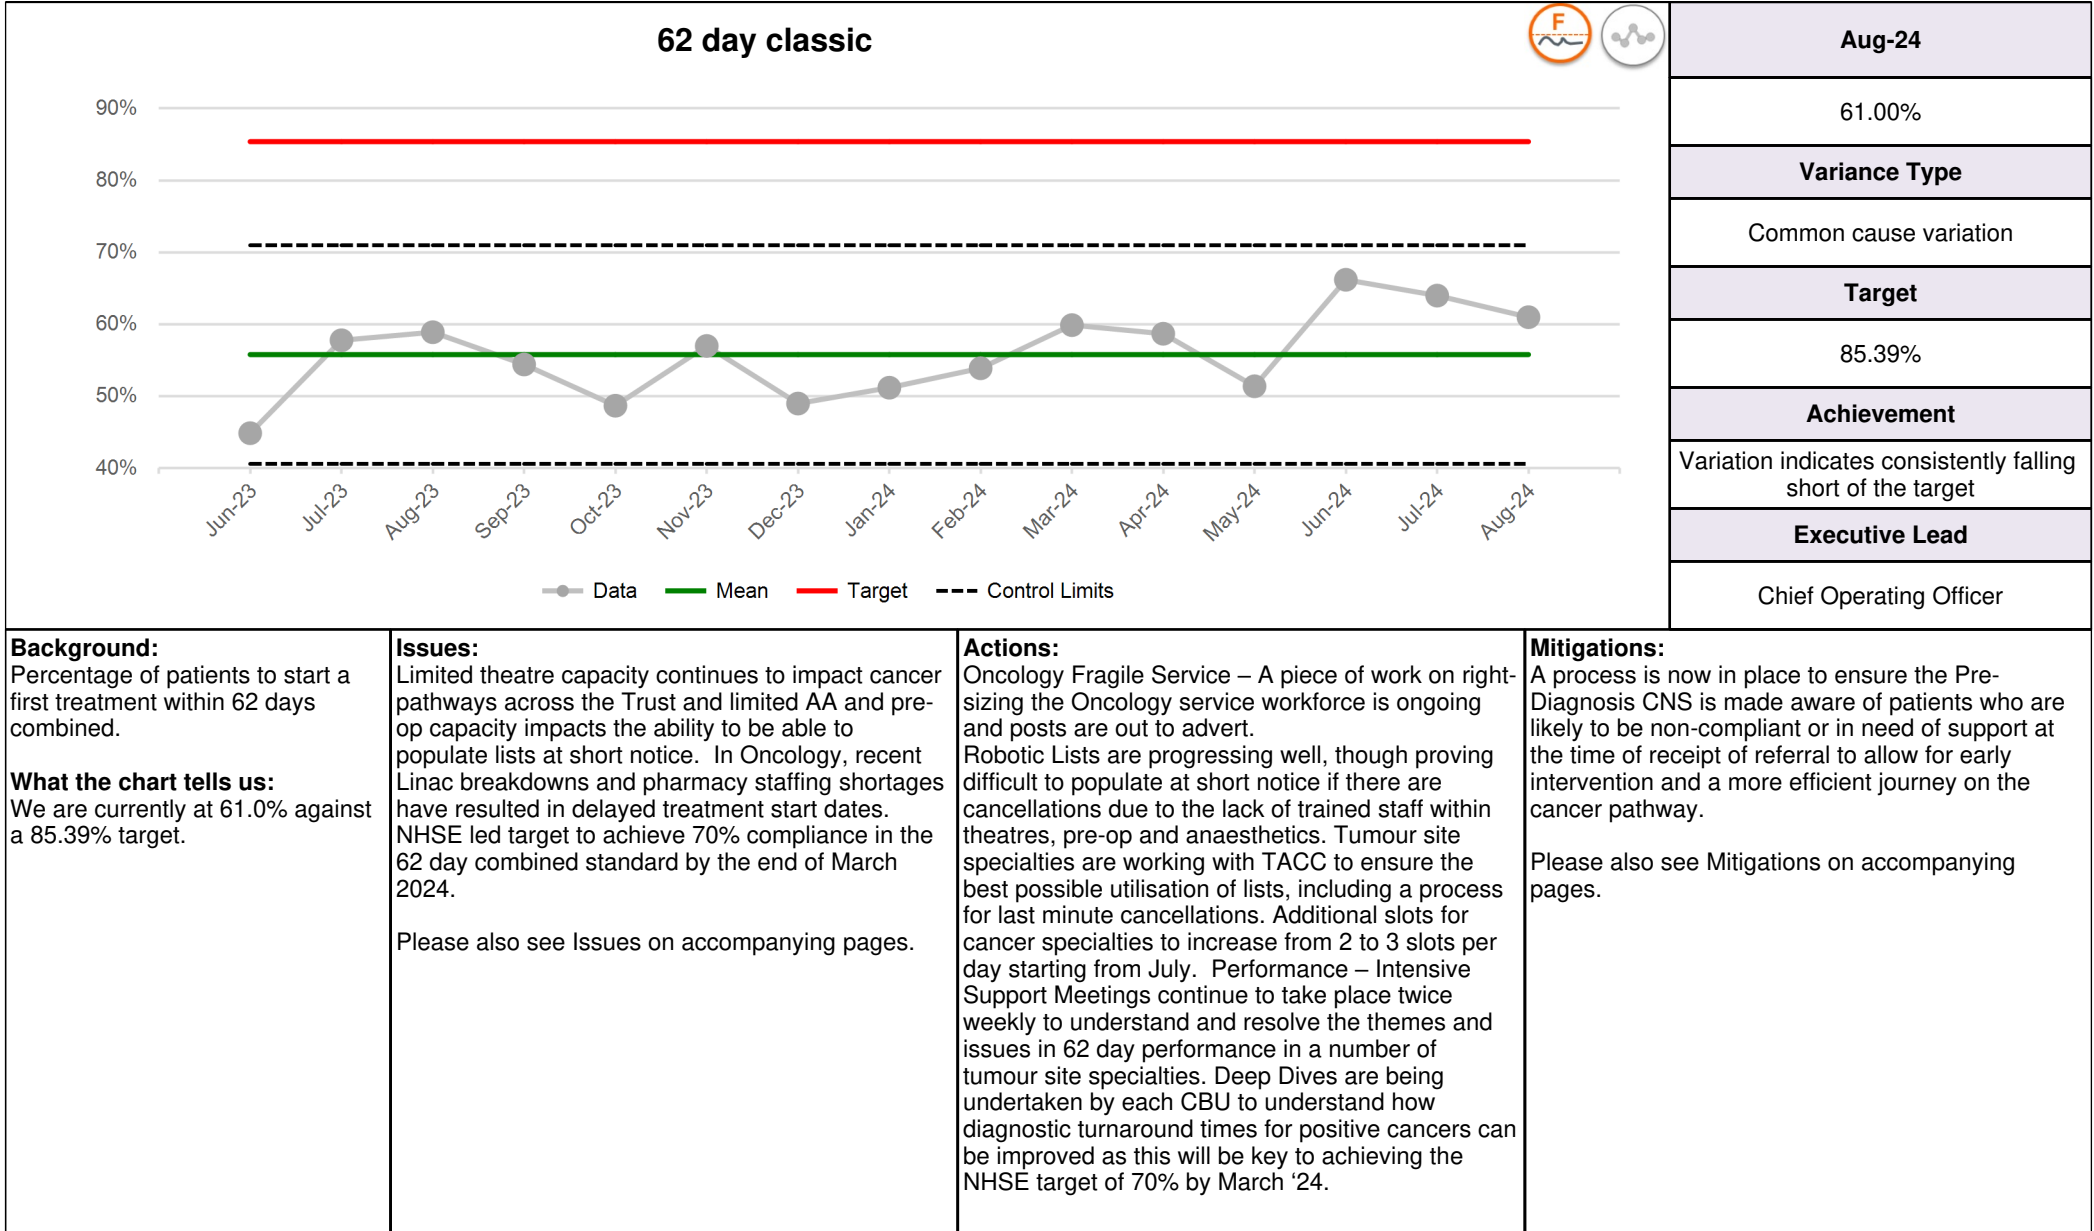 62 day classic
F
90%
80%
70%
60%
50%
40%
Jun-23
Jul-23
Aug-23
Sep-23
Oct-23
Nov-23
Dec-23
Jan-24
Feb-24
Mar-24
Apr-24
May-24
Jun-24
Jul-24
Aug-24
Data
Mean
Target
Control Limits
Aug-24
61.00%
Variance Type
Common cause variation
Target
85.39%
Achievement
Variation indicates consistently falling
short of the target
Executive Lead
Chief Operating Officer
Background:
Percentage of patients to start a
first treatment within 62 days
combined.
What the chart tells us:
We are currently at 61.0% against
a 85.39% target.
Issues:
Limited theatre capacity continues to impact cancer
pathways across the Trust and limited AA and pre-
op capacity impacts the ability to be able to
populate lists at short notice.  In Oncology, recent
Linac breakdowns and pharmacy staffing shortages
have resulted in delayed treatment start dates.
NHSE led target to achieve 70% compliance in the
62 day combined standard by the end of March
2024.
Please also see Issues on accompanying pages.
Actions:
Oncology Fragile Service – A piece of work on right-
sizing the Oncology service workforce is ongoing
and posts are out to advert.
Robotic Lists are progressing well, though proving
difficult to populate at short notice if there are
cancellations due to the lack of trained staff within
theatres, pre-op and anaesthetics. Tumour site
specialties are working with TACC to ensure the
best possible utilisation of lists, including a process
for last minute cancellations. Additional slots for
cancer specialties to increase from 2 to 3 slots per
day starting from July.  Performance – Intensive
Support Meetings continue to take place twice
weekly to understand and resolve the themes and
issues in 62 day performance in a number of
tumour site specialties. Deep Dives are being
undertaken by each CBU to understand how
diagnostic turnaround times for positive cancers can
be improved as this will be key to achieving the
NHSE target of 70% by March ‘24.
Mitigations:
A process is now in place to ensure the Pre-
Diagnosis CNS is made aware of patients who are
likely to be non-compliant or in need of support at
the time of receipt of referral to allow for early
intervention and a more efficient journey on the
cancer pathway.
Please also see Mitigations on accompanying
pages.